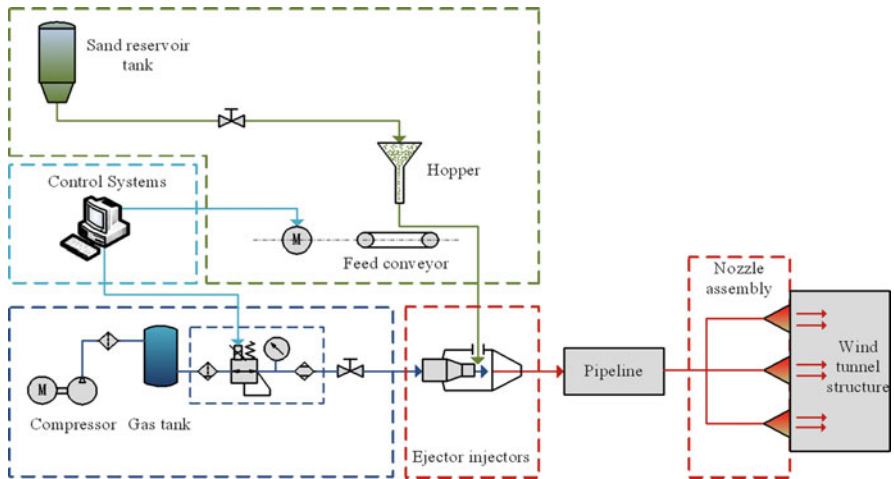 Sand reservoir
tank
Hopper
Control Systems
M
Feed conveyor
Nozzle
assembly
Wind
tunnel
structure
Pipeline
M
Compressor
Gas tank
Ejector injectors